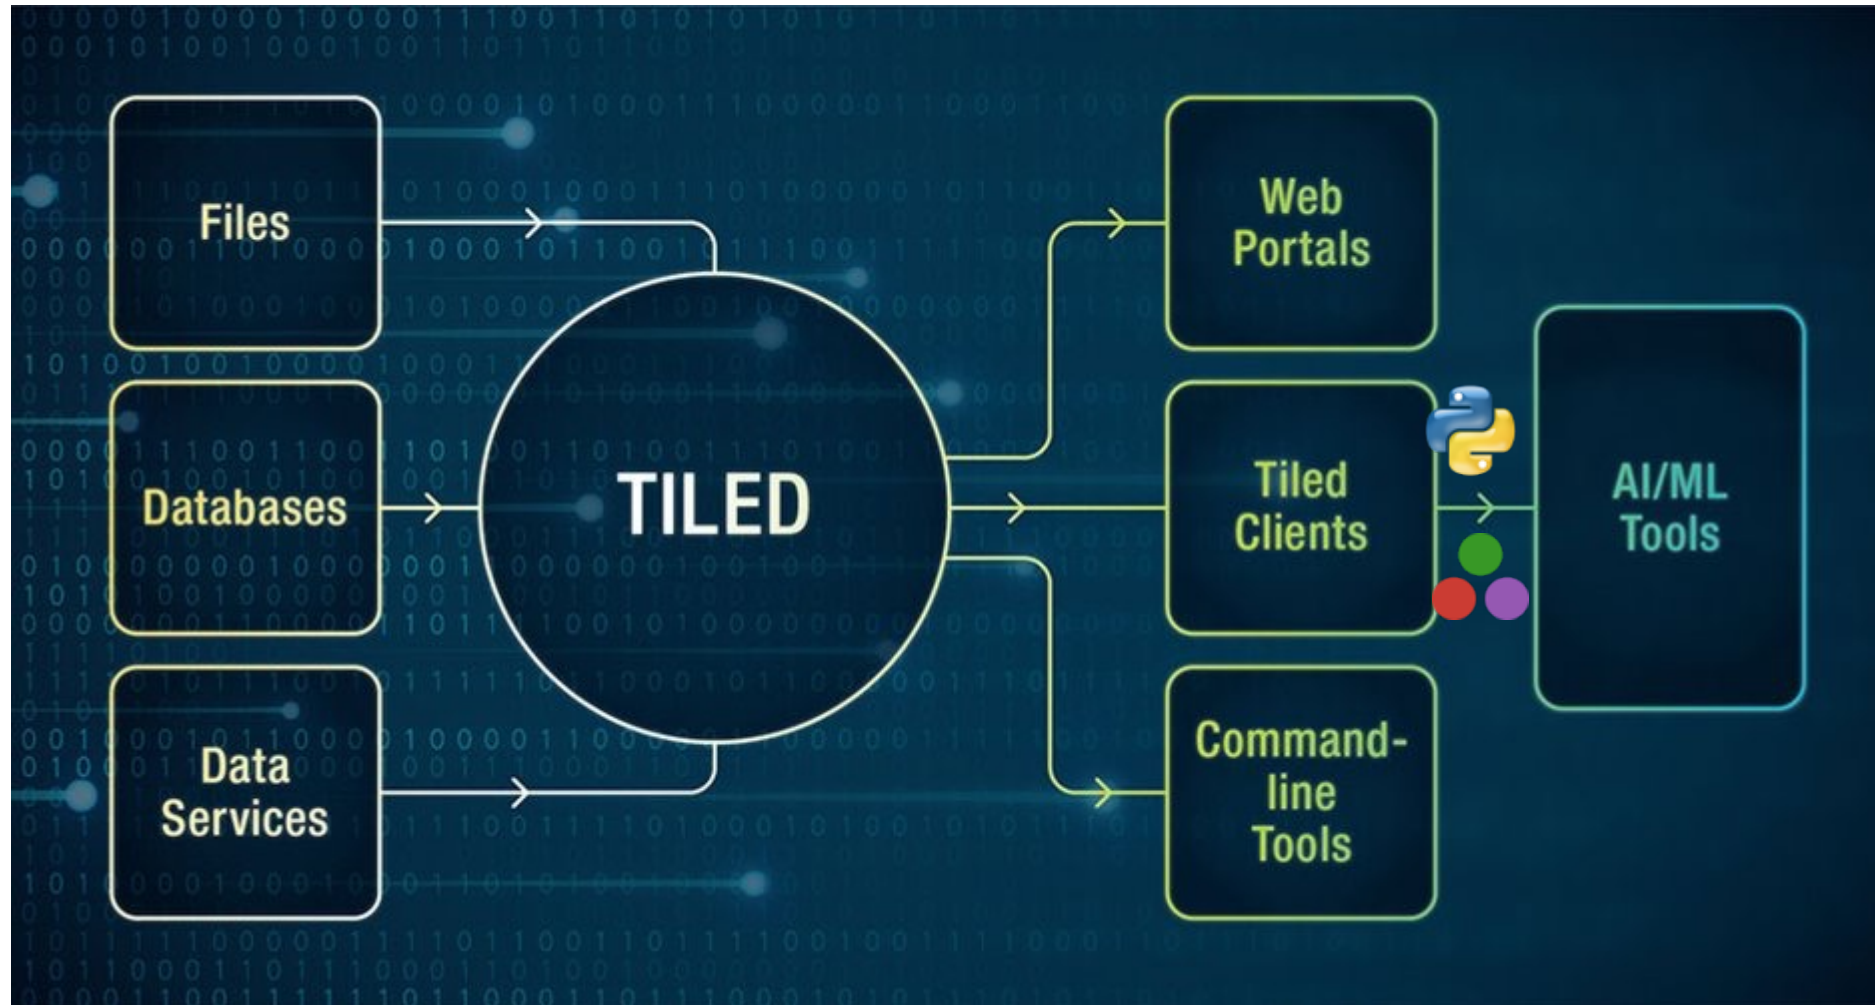 Files
Databases
Data
Services
TILED
Web
Portals
Tiled
Clients
Command-
line
Tools
AI/ML
Tools